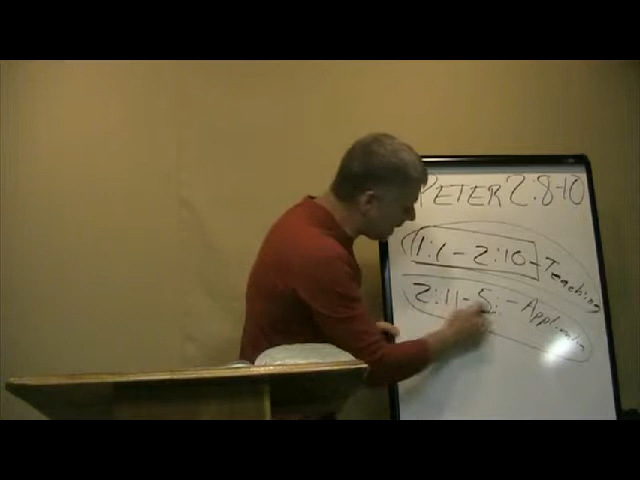 PETER 2:8-10
1:1 - 2:10 - Teaching
2:11 - 5: - Application